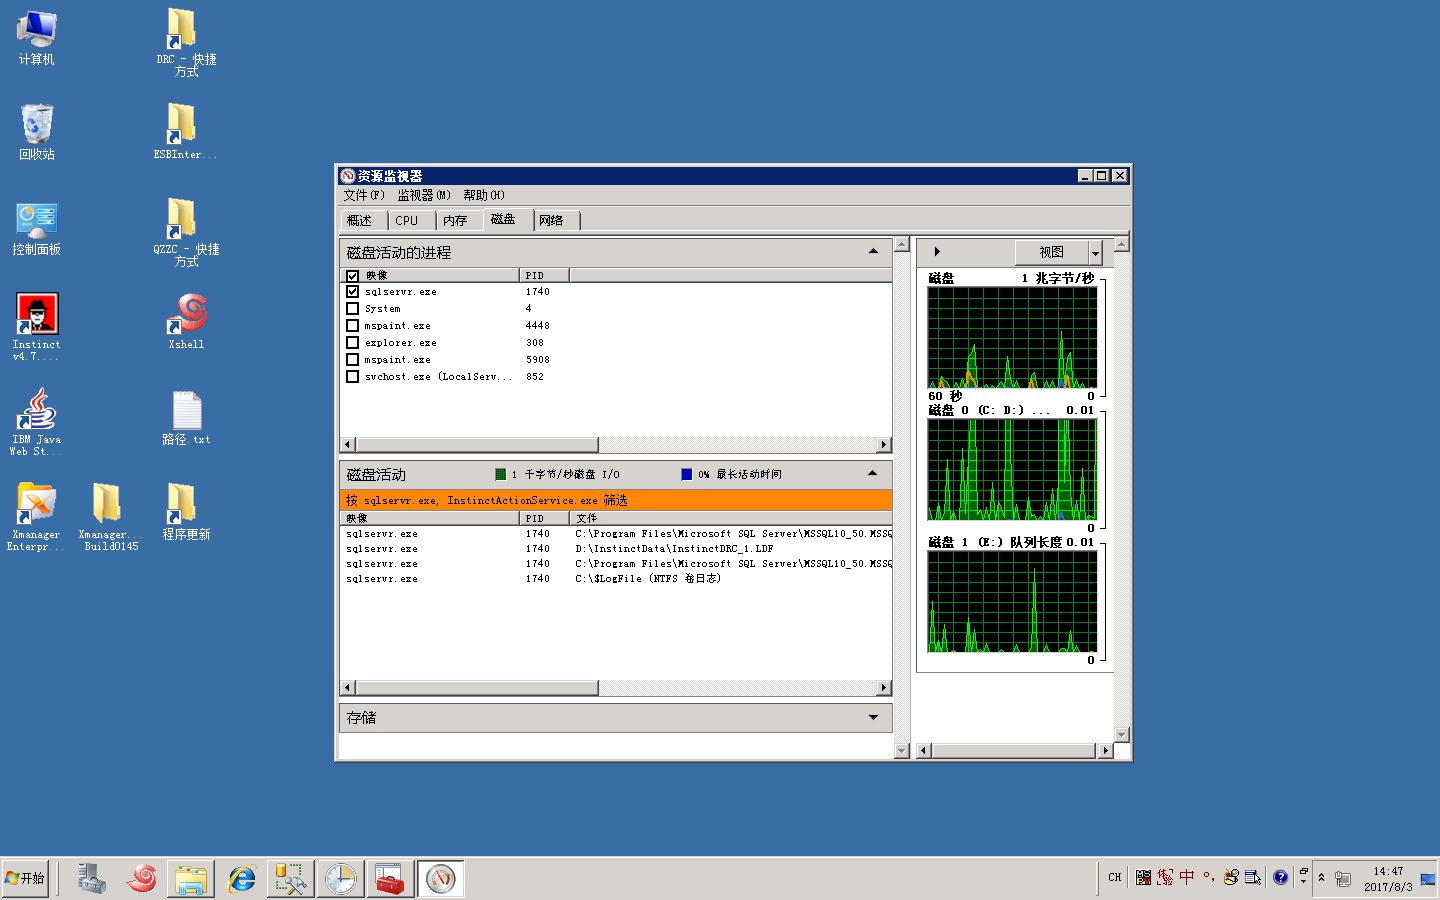 计算机
DRC - 快捷
方式
回收站
ESBInter...
控制面板
QZZC - 快捷
方式
Instinct
v4.7....
Xshell
IBM Java
Web St...
路径.txt
Xmanager
Enterpr...
Xmanager...
Build0145
程序更新
资源监视器
文件(F) 监视器(M) 帮助(H)
概述 CPU 内存 磁盘 网络
磁盘活动的进程
映像 PID
sqlservr.exe 1740
System 4
mspaint.exe 4448
explorer.exe 308
mspaint.exe 5908
svchost.exe (LocalServ... 852
磁盘活动 1 千字节/秒磁盘 I/O 0% 最长活动时间
按 sqlservr.exe, InstinctActionService.exe 筛选
映像 PID 文件
sqlservr.exe 1740 C:\Program Files\Microsoft SQL Server\MSSQL10_50.MSSQ
sqlservr.exe 1740 D:\InstinctData\InstinctDRC_1.LDF
sqlservr.exe 1740 C:\Program Files\Microsoft SQL Server\MSSQL10_50.MSSQ
sqlservr.exe 1740 C:\$LogFile (NTFS 卷日志)
存储
视图
磁盘 1 兆字节/秒
60 秒 0
磁盘 0 (C: D:) ... 0.01
0
磁盘 1 (E:) 队列长度 0.01
0
开始
CH
中
14:47
2017/8/3